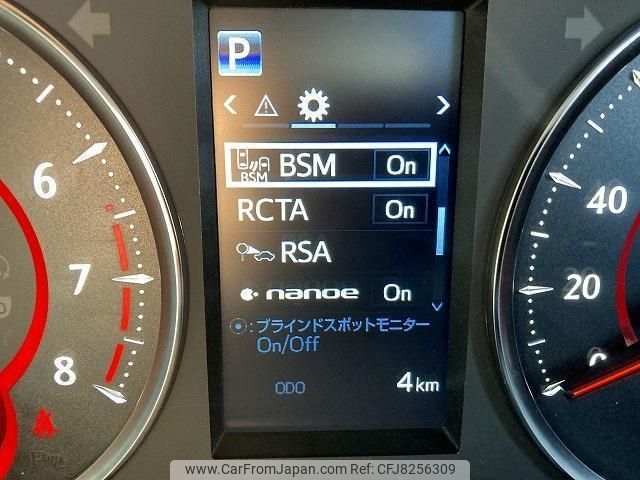 P
BSM BSM On
RCTA On
RSA
nanoe On
:ブラインドスポットモニター
On/Off
ODO 4km
6
7
8
40
20
0
www.CarFromJapan.com - CFJ8256309